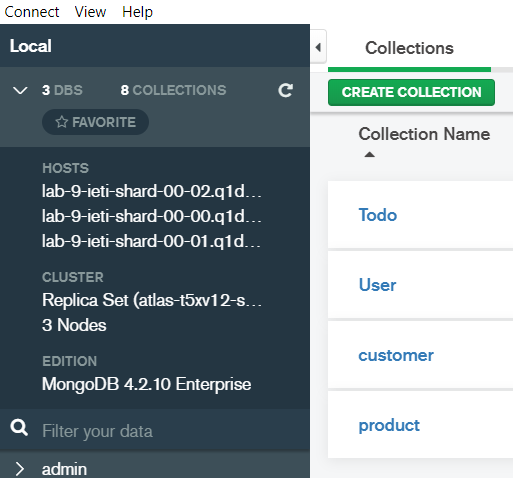 Connect View Help
Local
3 DBS 8 COLLECTIONS
FAVORITE
HOSTS
lab-9-ieti-shard-00-02.q1d...
lab-9-ieti-shard-00-00.q1d...
lab-9-ieti-shard-00-01.q1d...
CLUSTER
Replica Set (atlas-t5xv12-s...
3 Nodes
EDITION
MongoDB 4.2.10 Enterprise
Filter your data
admin
Collections
CREATE COLLECTION
Collection Name
Todo
User
customer
product